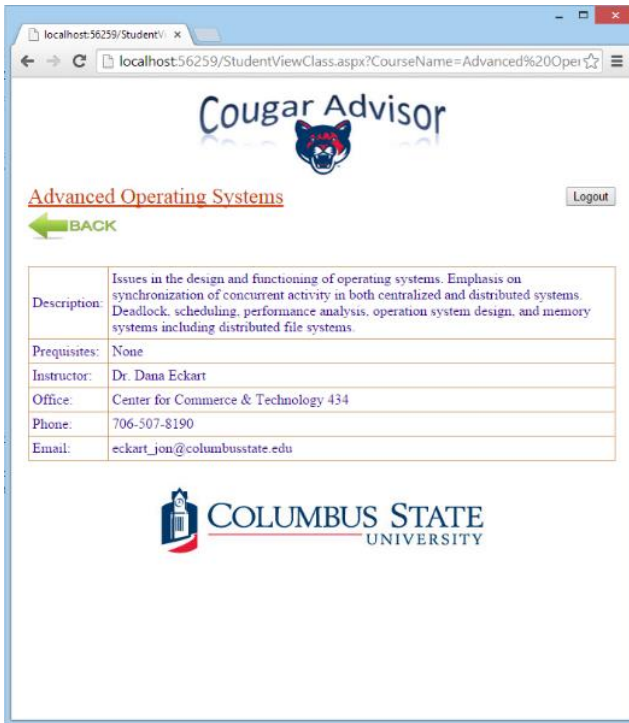 localhost:56259/StudentVi
localhost:56259/StudentViewClass.aspx?CourseName=Advanced%20Oper
Cougar Advisor
Advanced Operating Systems
Logout
BACK
Description:
Issues in the design and functioning of operating systems. Emphasis on
synchronization of concurrent activity in both centralized and distributed systems.
Deadlock, scheduling, performance analysis, operation system design, and memory
systems including distributed file systems.
Prequisites: None
Instructor: Dr. Dana Eckart
Office: Center for Commerce & Technology 434
Phone: 706-507-8190
Email: eckart_jon@columbusstate.edu
COLUMBUS STATE
UNIVERSITY